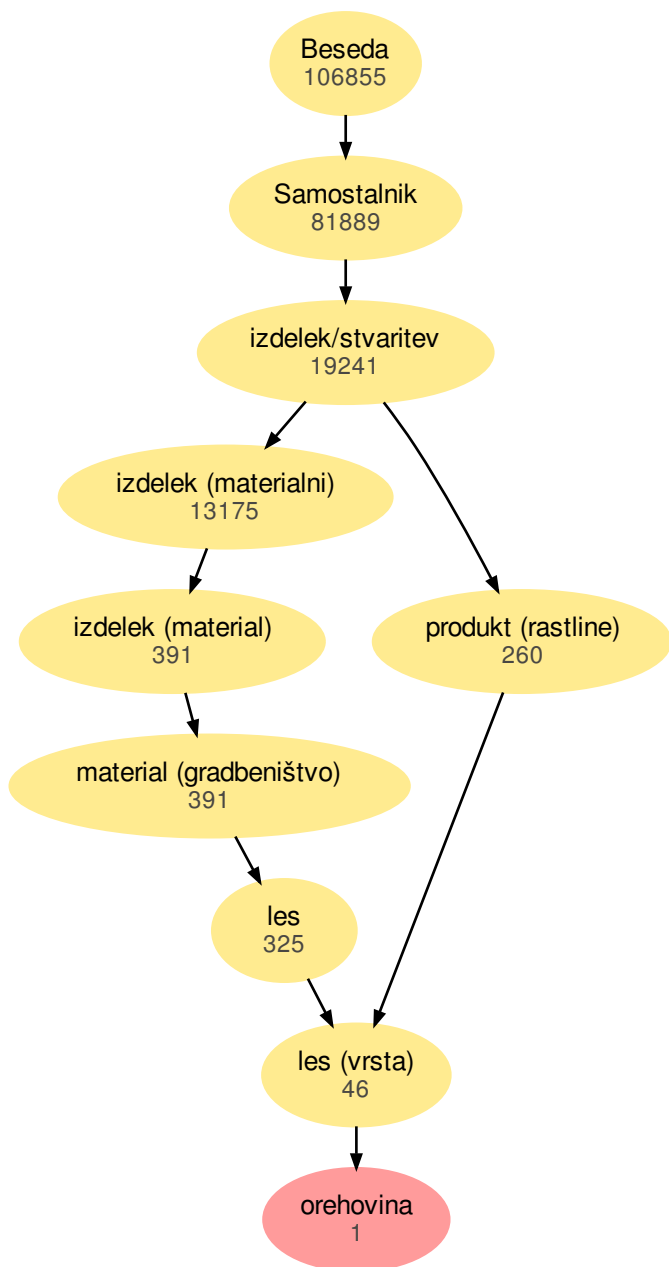 Beseda
106855
Samostalnik
81889
izdelek/stvaritev
19241
izdelek (materialni)
13175
izdelek (material)
391
produkt (rastline)
260
material (gradbeništvo)
391
les
325
les (vrsta)
46
orehovina
1